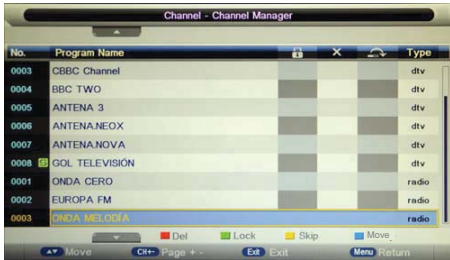 Channel - Channel Manager
No. Program Name Type
0003 CBBC Channel dtv
0004 BBC TWO dtv
0005 ANTENA 3 dtv
0006 ANTENA.NEOX dtv
0007 ANTENA.NOVA dtv
0008 GOL TELEVISIÓN dtv
0001 ONDA CERO radio
0002 EUROPA FM radio
0003 ONDA MELODÍA radio
Del Lock Skip Move
Move CH+- Page + - Exit Exit Menu Return